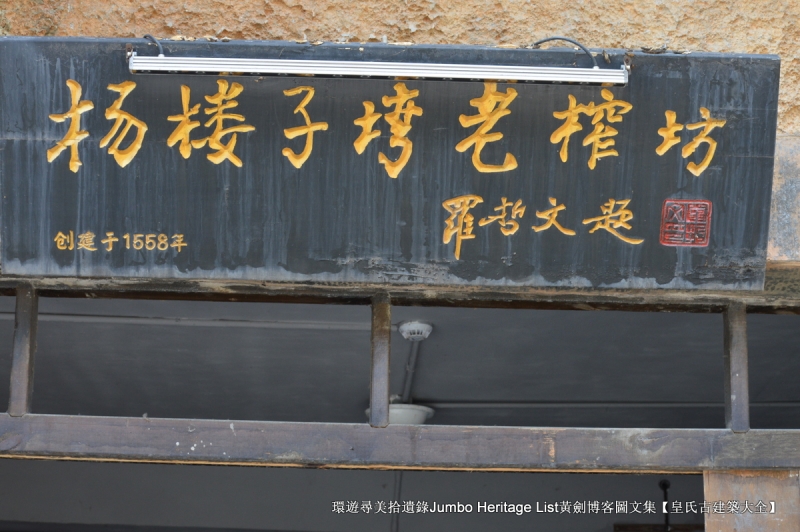 杨楼子塆老榨坊
羅哲文题
创建于1558年
環遊尋美拾遺錄Jumbo Heritage List黃劍博客圖文集【皇氏古建築大全】